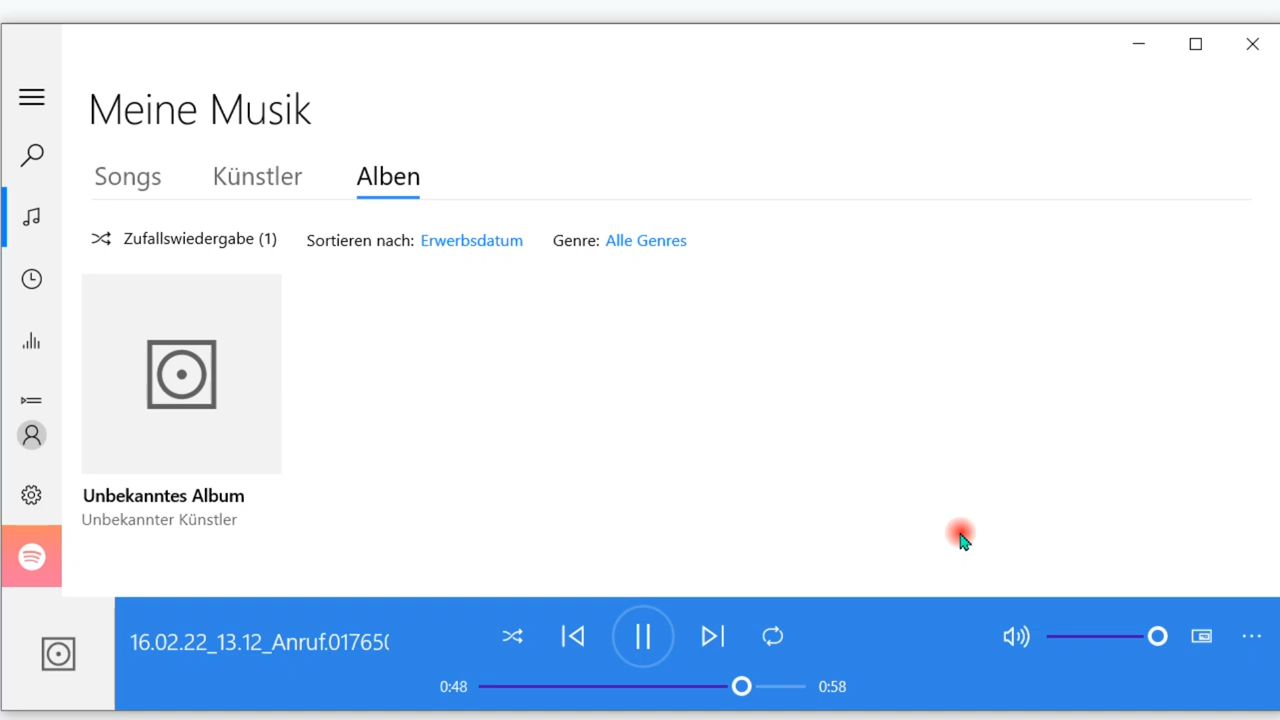 Meine Musik
Songs Künstler Alben
Zufallswiedergabe (1) Sortieren nach: Erwerbsdatum Genre: Alle Genres
Unbekanntes Album
Unbekannter Künstler
16.02.22_13.12_Anruf.01765(
0:48 0:58